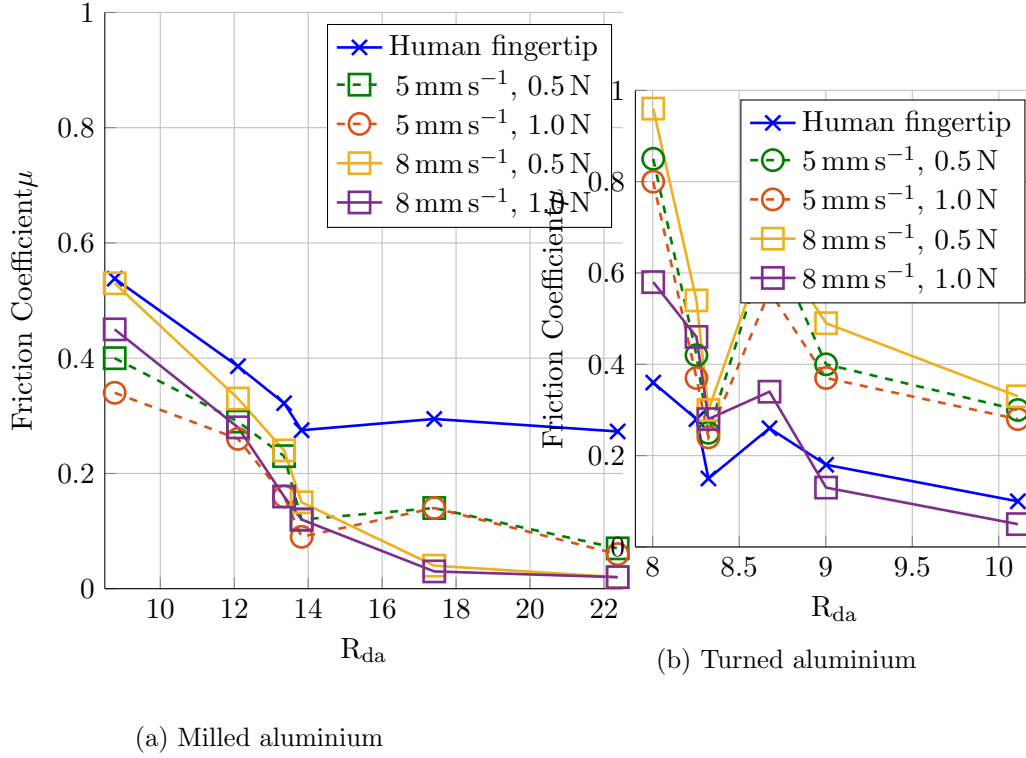 1
0.8
0.6
0.4
0.2
0
Friction Coefficientμ
10 12 14 16 18 20 22
R_da
Human fingertip
5 mm s⁻¹, 0.5 N
5 mm s⁻¹, 1.0 N
8 mm s⁻¹, 0.5 N
8 mm s⁻¹, 1.0 N
(a) Milled aluminium
1
0.8
0.6
0.4
0.2
0
Friction Coefficientμ
8 8.5 9 9.5 10
R_da
Human fingertip
5 mm s⁻¹, 0.5 N
5 mm s⁻¹, 1.0 N
8 mm s⁻¹, 0.5 N
8 mm s⁻¹, 1.0 N
(b) Turned aluminium